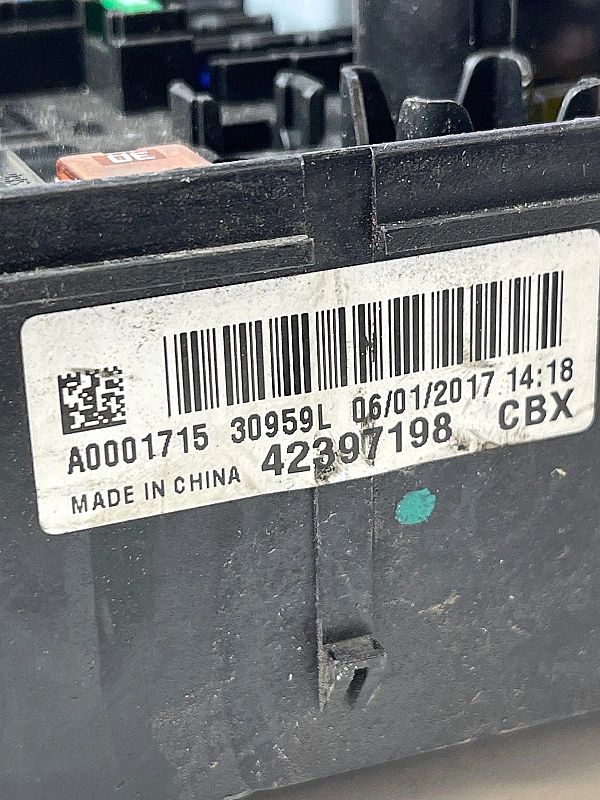 30
A0001715 30959L 06/01/2017 14:18
MADE IN CHINA 42397198 CBX